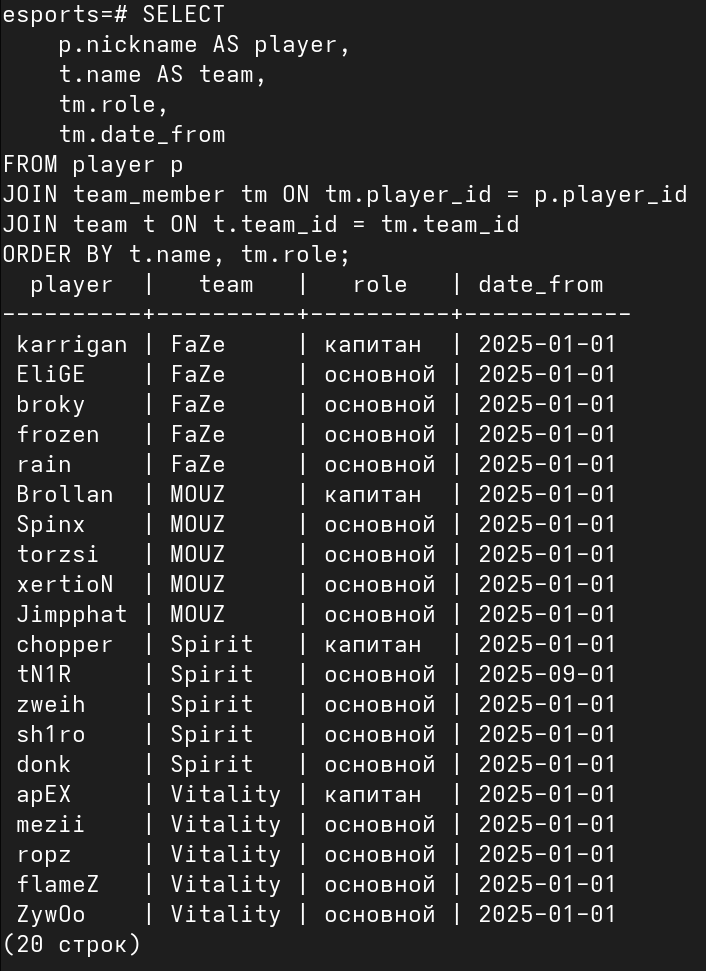 esports=# SELECT
    p.nickname AS player,
    t.name AS team,
    tm.role,
    tm.date_from
FROM player p
JOIN team_member tm ON tm.player_id = p.player_id
JOIN team t ON t.team_id = tm.team_id
ORDER BY t.name, tm.role;
  player  |   team   |   role   | date_from
----------+----------+----------+------------
 karrigan | FaZe     | капитан  | 2025-01-01
 EliGE    | FaZe     | основной | 2025-01-01
 broky    | FaZe     | основной | 2025-01-01
 frozen   | FaZe     | основной | 2025-01-01
 rain     | FaZe     | основной | 2025-01-01
 Brollan  | MOUZ     | капитан  | 2025-01-01
 Spinx    | MOUZ     | основной | 2025-01-01
 torzsi   | MOUZ     | основной | 2025-01-01
 xertioN  | MOUZ     | основной | 2025-01-01
 Jimpphat | MOUZ     | основной | 2025-01-01
 chopper  | Spirit   | капитан  | 2025-01-01
 tN1R     | Spirit   | основной | 2025-09-01
 zweih    | Spirit   | основной | 2025-01-01
 sh1ro    | Spirit   | основной | 2025-01-01
 donk     | Spirit   | основной | 2025-01-01
 apEX     | Vitality | капитан  | 2025-01-01
 mezii    | Vitality | основной | 2025-01-01
 ropz     | Vitality | основной | 2025-01-01
 flameZ   | Vitality | основной | 2025-01-01
 ZywOo    | Vitality | основной | 2025-01-01
(20 строк)